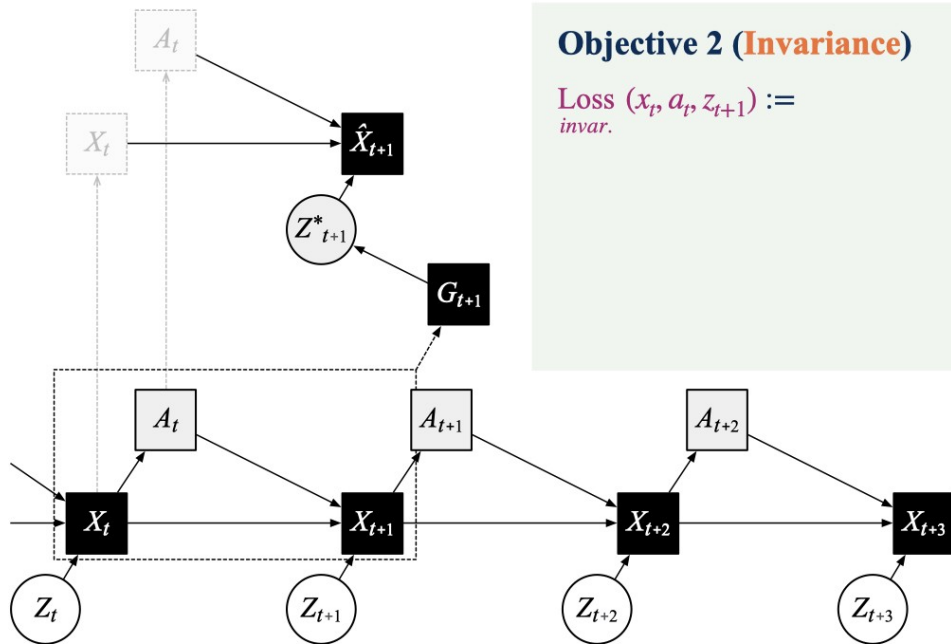 Objective 2 (Invariance)
Loss (x_t, a_t, z_{t+1}) :=
invar.
A_t
X_t
X̂_{t+1}
Z*_{t+1}
G_{t+1}
A_t
A_{t+1}
A_{t+2}
X_t
X_{t+1}
X_{t+2}
X_{t+3}
Z_t
Z_{t+1}
Z_{t+2}
Z_{t+3}